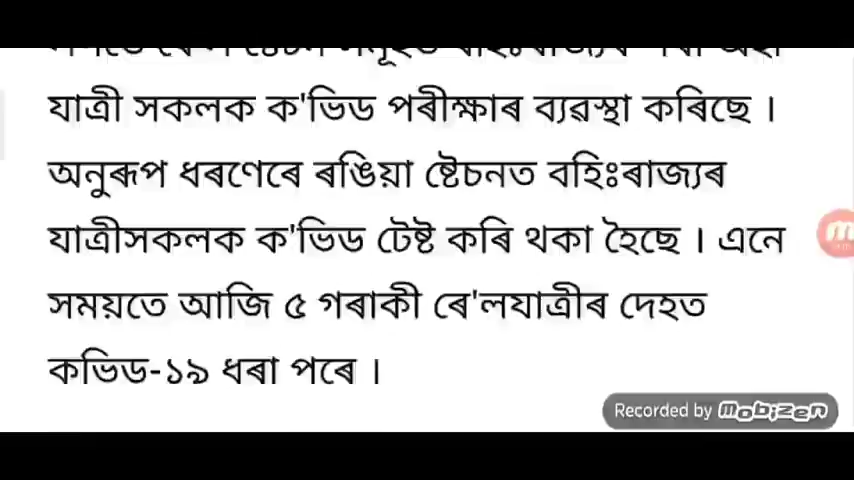 যাত্ৰী সকলক ক'ভিড পৰীক্ষাৰ ব্যৱস্থা কৰিছে ।
অনুৰূপ ধৰণেৰে ৰঙিয়া ষ্টেচনত বহিঃৰাজ্যৰ
যাত্ৰীসকলক ক'ভিড টেষ্ট কৰি থকা হৈছে । এনে
সময়তে আজি ৫ গৰাকী ৰে'লযাত্ৰীৰ দেহত
কভিড-১৯ ধৰা পৰে ।
Recorded by mobizen